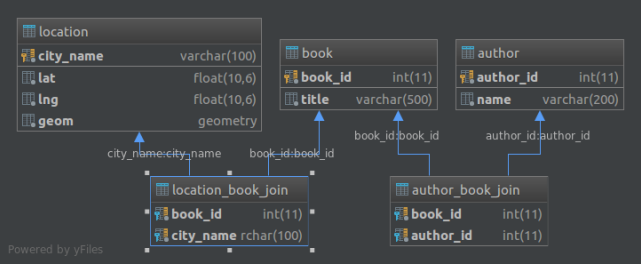 location
city_name varchar(100)
lat float(10,6)
lng float(10,6)
geom geometry
book
book_id int(11)
title varchar(500)
author
author_id int(11)
name varchar(200)
city_name:city_name
book_id:book_id
book_id:book_id
author_id:author_id
location_book_join
book_id int(11)
city_name rchar(100)
author_book_join
book_id int(11)
author_id int(11)
Powered by yFiles